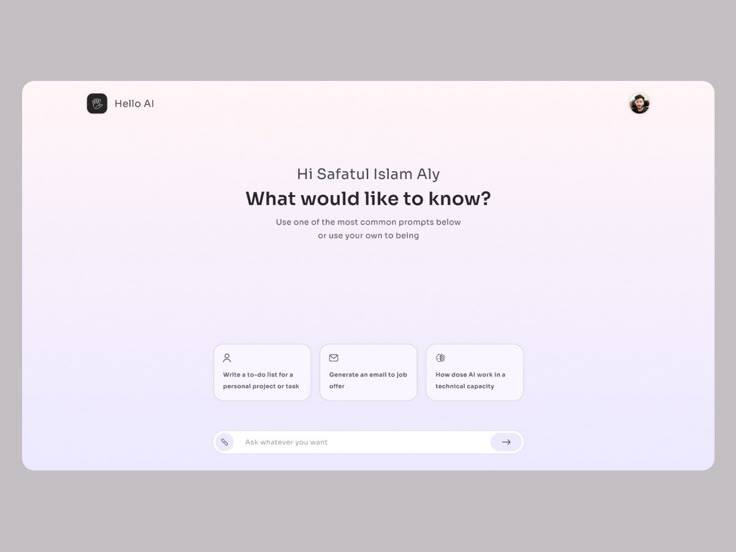 Hello AI
Hi Safatul Islam Aly
What would like to know?
Use one of the most common prompts below
or use your own to being
Write a to-do list for a
personal project or task
Generate an email to job
offer
How dose AI work in a
technical capacity
Ask whatever you want